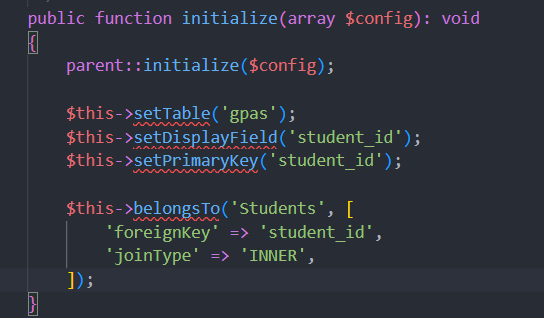 public function initialize(array $config): void
{
    parent::initialize($config);

    $this->setTable('gpas');
    $this->setDisplayField('student_id');
    $this->setPrimaryKey('student_id');

    $this->belongsTo('Students', [
        'foreignKey' => 'student_id',
        'joinType' => 'INNER',
    ]);
}